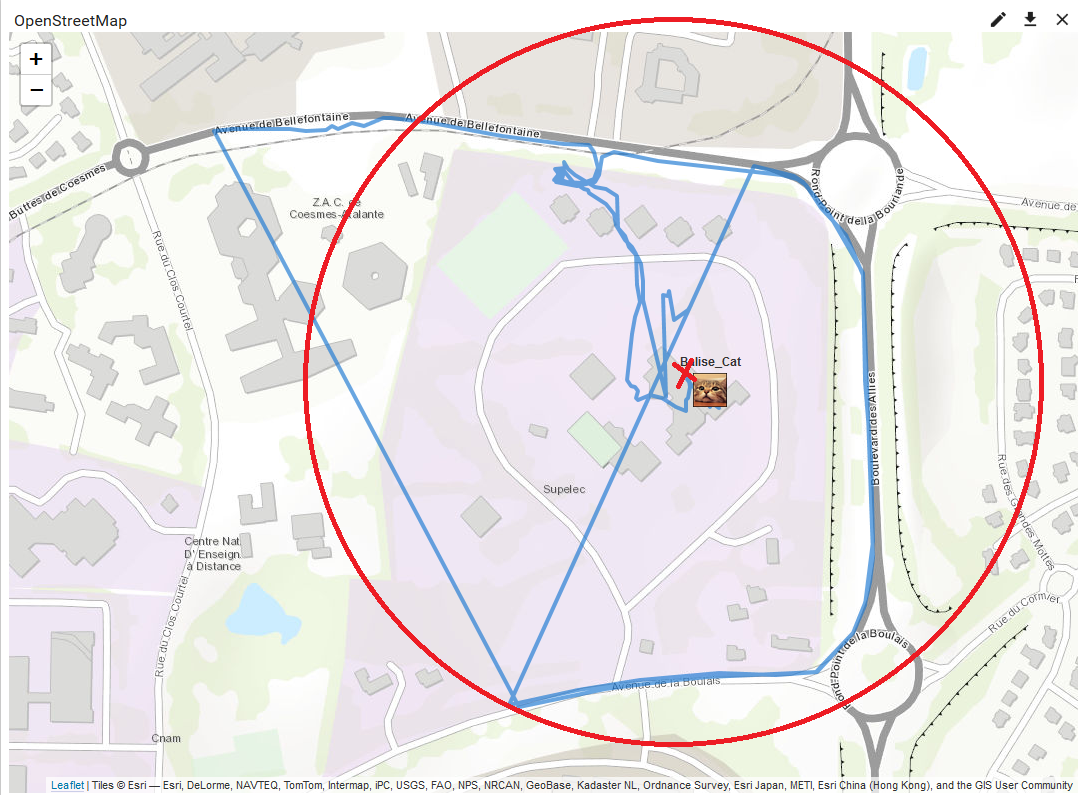 OpenStreetMap
+
−
Avenue de Bellefontaine
Avenue de Bellefontaine
Buttes de Coesmes
Rond-Point de la Bourlande
Avenue de
Z.A.C. de
Coesmes-Atalante
Rue du Clos Courtel
Balise_Cat
Boulevard des Alliés
Supelec
Rue des Grandes Mottes
Centre Nat
D' Enseign.
à Distance
Rue du Clos Courtel
Rue du Cormier
Rond-Point de la Boulais
Avenue de la Boulais
Cnam
Leaflet | Tiles © Esri — Esri, DeLorme, NAVTEQ, TomTom, Intermap, iPC, USGS, FAO, NPS, NRCAN, GeoBase, Kadaster NL, Ordnance Survey, Esri Japan, METI, Esri China (Hong Kong), and the GIS User Community